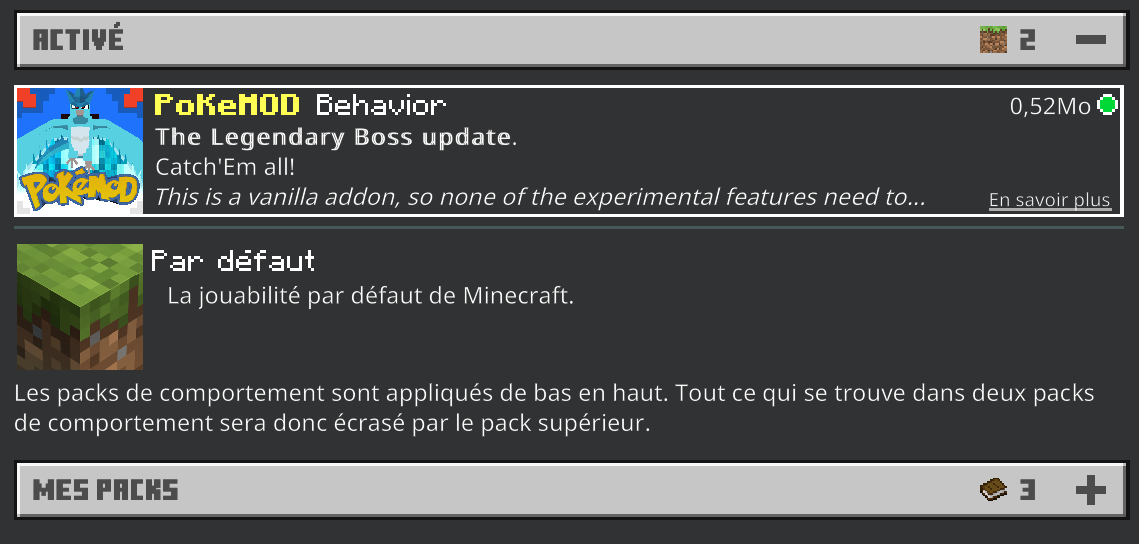 ACTIVÉ
2
PoKeMOD Behavior
0,52Mo
The Legendary Boss update.
Catch'Em all!
This is a vanilla addon, so none of the experimental features need to...
En savoir plus
PoKéMoD
Par défaut
La jouabilité par défaut de Minecraft.
Les packs de comportement sont appliqués de bas en haut. Tout ce qui se trouve dans deux packs
de comportement sera donc écrasé par le pack supérieur.
MES PACKS
3